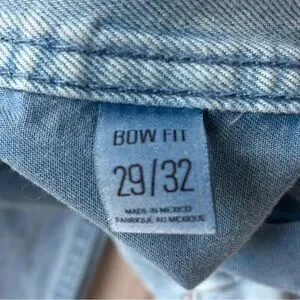 BOW FIT
29/32
MADE IN MEXICO
FABRIQUÉ AU MEXIQUE